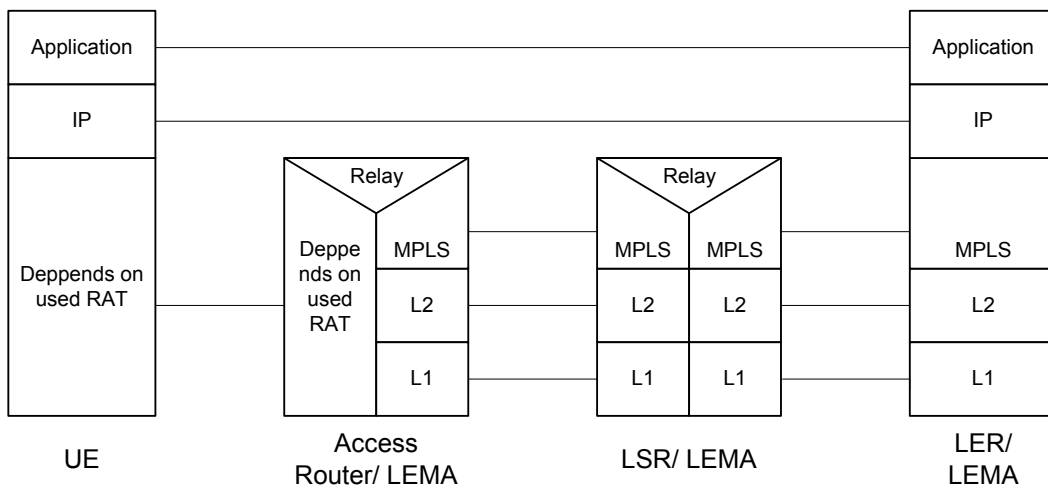 Application
Application
IP
IP
Relay
Relay
Deppends on
used RAT
Deppe
nds on
used
RAT
MPLS
MPLS
MPLS
MPLS
L2
L2
L2
L2
L1
L1
L1
L1
UE
Access
Router/ LEMA
LSR/ LEMA
LER/
LEMA